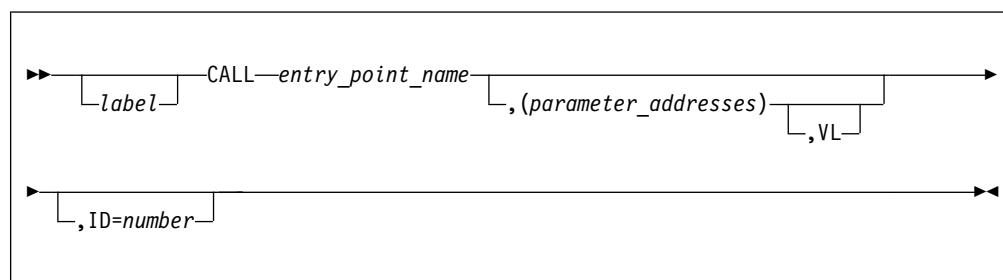 CALL entry_point_name
label
,(parameter_addresses)
,VL
,ID=number